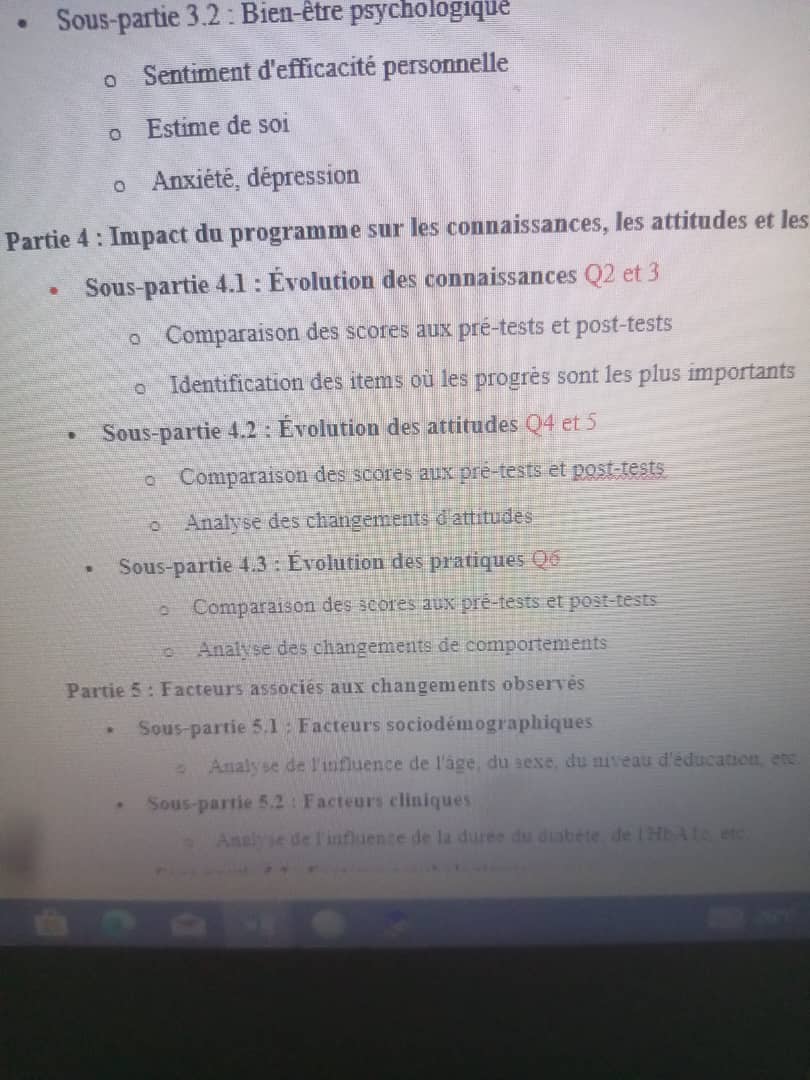 Sous-partie 3.2 : Bien-être psychologique
Sentiment d'efficacité personnelle
Estime de soi
Anxiété, dépression
Partie 4 : Impact du programme sur les connaissances, les attitudes et les
Sous-partie 4.1 : Évolution des connaissances Q2 et 3
Comparaison des scores aux pré-tests et post-tests
Identification des items où les progrès sont les plus importants
Sous-partie 4.2 : Évolution des attitudes Q4 et 5
Comparaison des scores aux pré-tests et post-tests
Analyse des changements d'attitudes
Sous-partie 4.3 : Évolution des pratiques Q6
Comparaison des scores aux pré-tests et post-tests
Analyse des changements de comportements
Partie 5 : Facteurs associés aux changements observés
Sous-partie 5.1 : Facteurs sociodémographiques
Analyse de l'influence de l'âge, du sexe, du niveau d'éducation, etc.
Sous-partie 5.2 : Facteurs cliniques
Analyse de l'influence de la durée du diabète, de l'HbA1c, etc.